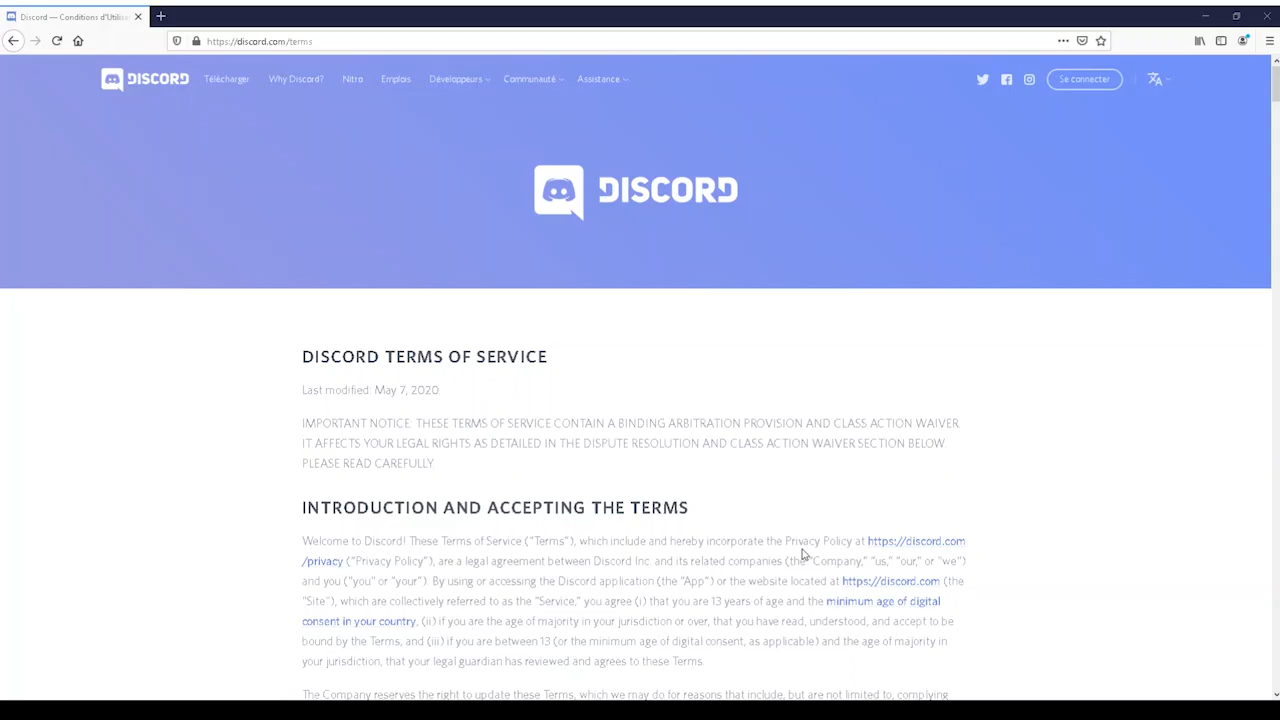 Discord — Conditions d'Utilisa
https://discord.com/terms
DISCORD Télécharger Why Discord? Nitro Emplois Développeurs Communauté Assistance Se connecter
DISCORD
DISCORD TERMS OF SERVICE
Last modified: May 7, 2020
IMPORTANT NOTICE: THESE TERMS OF SERVICE CONTAIN A BINDING ARBITRATION PROVISION AND CLASS ACTION WAIVER.
IT AFFECTS YOUR LEGAL RIGHTS AS DETAILED IN THE DISPUTE RESOLUTION AND CLASS ACTION WAIVER SECTION BELOW.
PLEASE READ CAREFULLY.
INTRODUCTION AND ACCEPTING THE TERMS
Welcome to Discord! These Terms of Service ("Terms"), which include and hereby incorporate the Privacy Policy at https://discord.com
/privacy ("Privacy Policy"), are a legal agreement between Discord Inc. and its related companies (the "Company," "us," "our," or "we")
and you ("you" or "your"). By using or accessing the Discord application (the "App") or the website located at https://discord.com (the
"Site"), which are collectively referred to as the "Service," you agree (i) that you are 13 years of age and the minimum age of digital
consent in your country, (ii) if you are the age of majority in your jurisdiction or over, that you have read, understood, and accept to be
bound by the Terms, and (iii) if you are between 13 (or the minimum age of digital consent, as applicable) and the age of majority in
your jurisdiction, that your legal guardian has reviewed and agrees to these Terms.
The Company reserves the right to update these Terms, which we may do for reasons that include, but are not limited to, complying